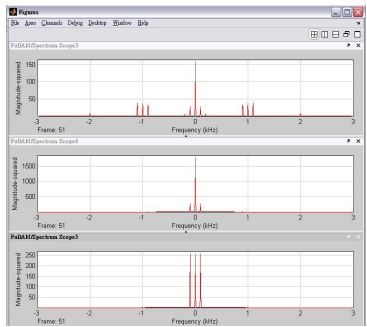 Figures
File Axes Channels Debug Desktop Window Help
FullAM/Spectrum Scope3
Magnitude-squared
150
100
50
-3 -2 -1 0 1 2 3
Frame: 51 Frequency (kHz)
FullAM/Spectrum Scope4
Magnitude-squared
1500
1000
500
-3 -2 -1 0 1 2 3
Frame: 51 Frequency (kHz)
FullAM/Spectrum Scope5
Magnitude-squared
250
200
150
100
50
-3 -2 -1 0 1 2 3
Frame: 51 Frequency (kHz)